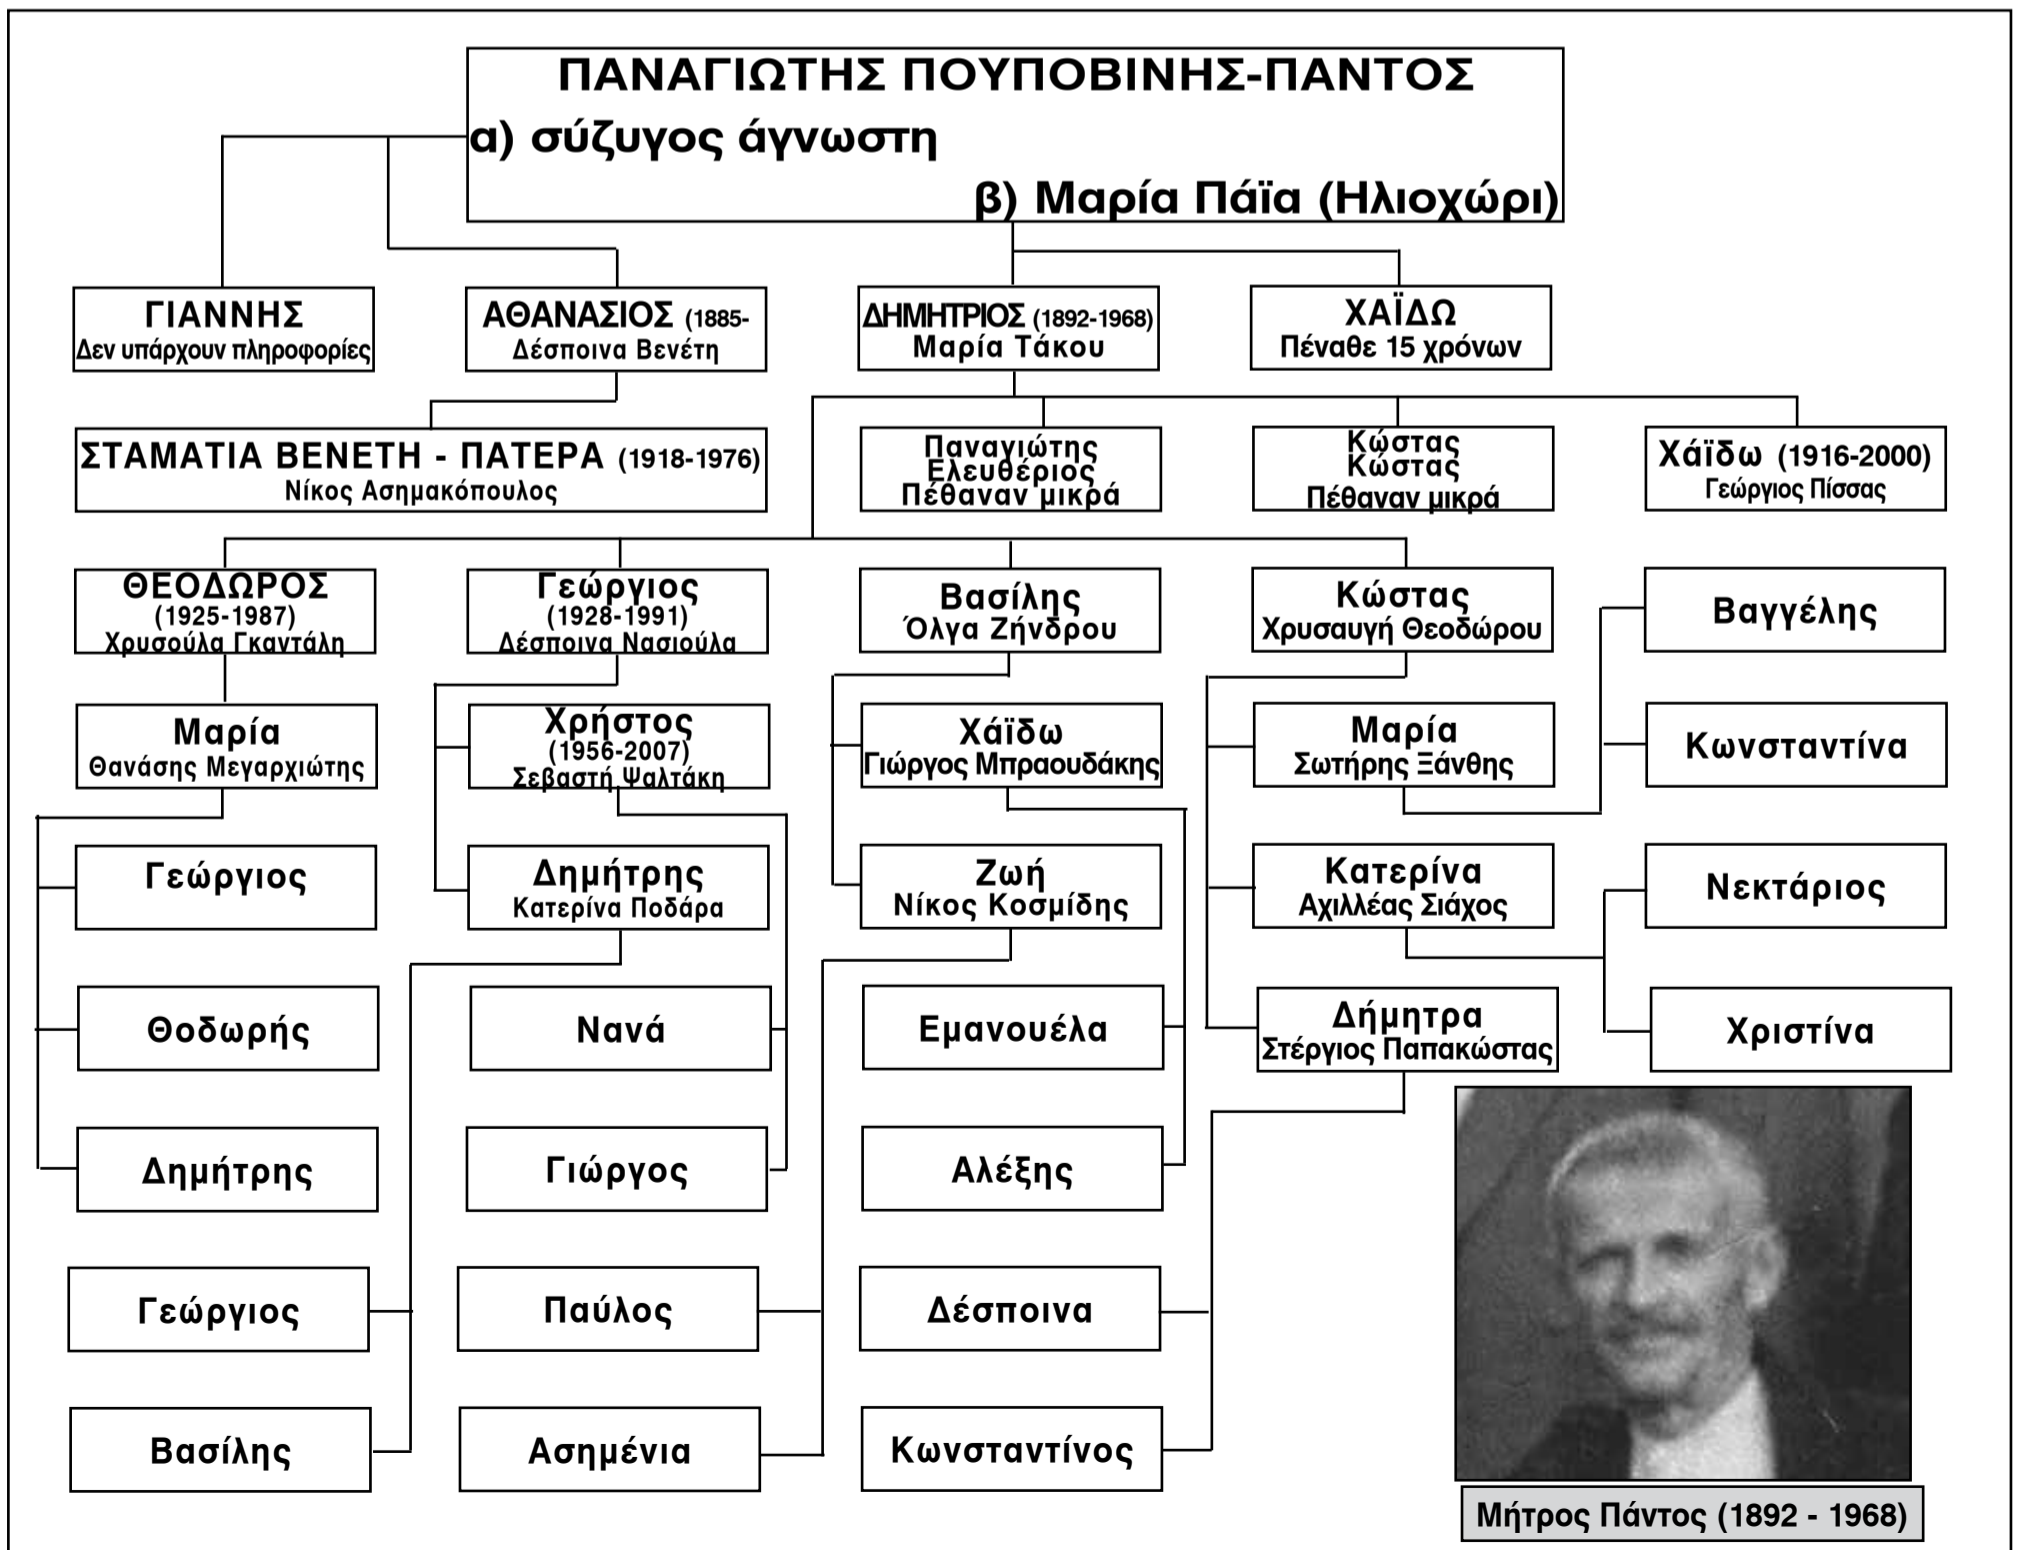 ΠΑΝΑΓΙΩΤΗΣ ΠΟΥΠΟΒΙΝΗΣ-ΠΑΝΤΟΣ
α) σύζυγος άγνωστη
β) Μαρία Πάϊα (Ηλιοχώρι)
ΓΙΑΝΝΗΣ
Δεν υπάρχουν πληροφορίες
ΑΘΑΝΑΣΙΟΣ (1885-
Δέσποινα Βενέτη
ΔΗΜΗΤΡΙΟΣ (1892-1968)
Μαρία Τάκου
ΧΑΪΔΩ
Πέναθε 15 χρόνων
ΣΤΑΜΑΤΙΑ ΒΕΝΕΤΗ - ΠΑΤΕΡΑ (1918-1976)
Νίκος Ασημακόπουλος
Παναγιώτης
Ελευθέριος
Πέθαναν μικρά
Κώστας
Κώστας
Πέθαναν μικρά
Χάϊδω (1916-2000)
Γεώργιος Πίσσας
ΘΕΟΔΩΡΟΣ
(1925-1987)
Χρυσούλα Γκαντάλη
Γεώργιος
(1928-1991)
Δέσποινα Νασιούλα
Βασίλης
Όλγα Ζήνδρου
Κώστας
Χρυσαυγή Θεοδώρου
Βαγγέλης
Μαρία
Θανάσης Μεγαρχιώτης
Χρήστος
(1956-2007)
Σεβαστή Ψαλτάκη
Χάϊδω
Γιώργος Μπραουδάκης
Μαρία
Σωτήρης Ξάνθης
Κωνσταντίνα
Γεώργιος
Δημήτρης
Κατερίνα Ποδάρα
Ζωή
Νίκος Κοσμίδης
Κατερίνα
Αχιλλέας Σιάχος
Νεκτάριος
Θοδωρής
Νανά
Εμανουέλα
Δήμητρα
Στέργιος Παπακώστας
Χριστίνα
Δημήτρης
Γιώργος
Αλέξης
Γεώργιος
Παύλος
Δέσποινα
Βασίλης
Ασημένια
Κωνσταντίνος
Μήτρος Πάντος (1892 - 1968)